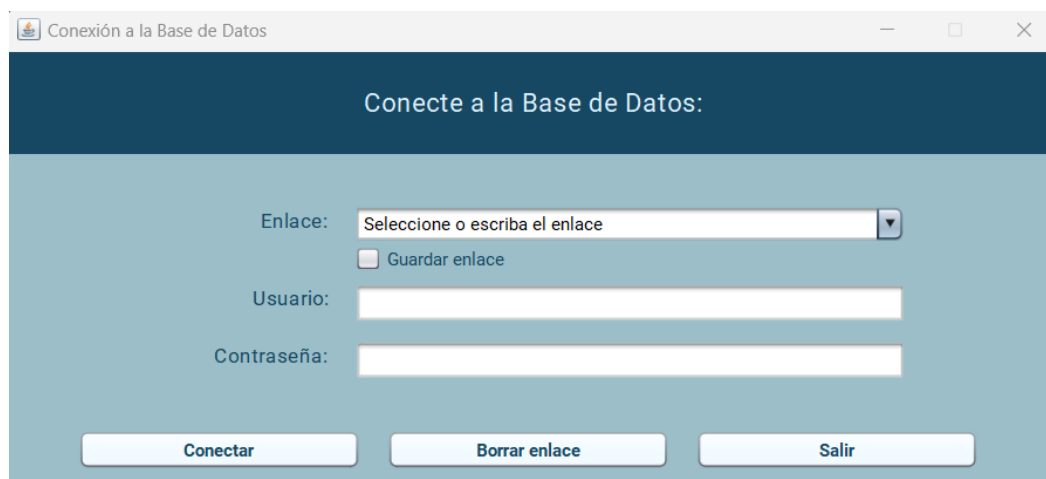 Conexión a la Base de Datos
Conecte a la Base de Datos:
Enlace: Seleccione o escriba el enlace
Guardar enlace
Usuario:
Contraseña:
Conectar Borrar enlace Salir